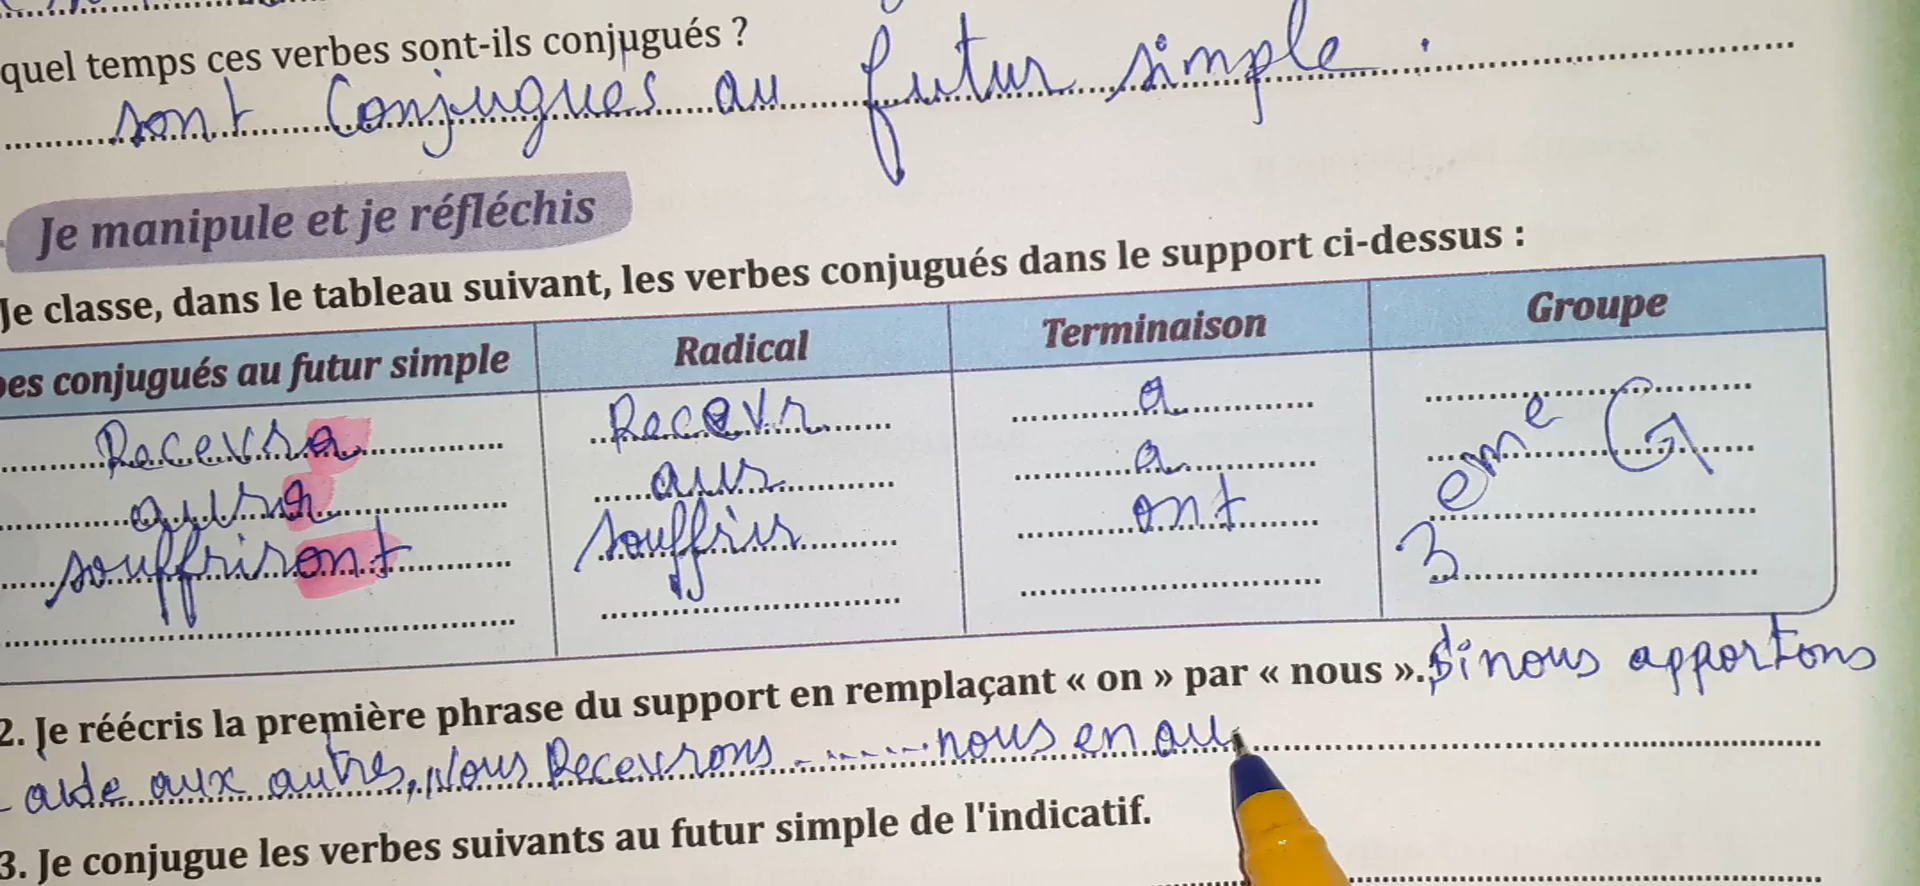 quel temps ces verbes sont-ils conjugués ?
sont Conjugués au futur simple.
Je manipule et je réfléchis
Je classe, dans le tableau suivant, les verbes conjugués dans le support ci-dessus :
bes conjugués au futur simple Radical Terminaison Groupe
Recevra Recevr a
aura aur a
souffriront souffrir ont
3 eme G
2. Je réécris la première phrase du support en remplaçant « on » par « nous ». Si nous apportons
aide aux autres, Nous Recevrons ....... nous en au
3. Je conjugue les verbes suivants au futur simple de l'indicatif.